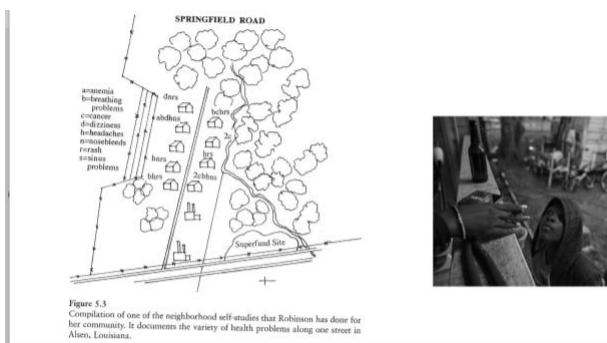 SPRINGFIELD ROAD
a=anemia
b=breathing
problems
c=cancer
d=dizziness
h=headaches
n=nosebleeds
r=rash
s=sinus
problems
dnrs
abdhns
bchrs
2c
hnrs
hrs
bhrs
2cbhns
Superfund Site
Figure 5.3
Compilation of one of the neighborhood self-studies that Robinson has done for
her community. It documents the variety of health problems along one street in
Alsen, Louisiana.